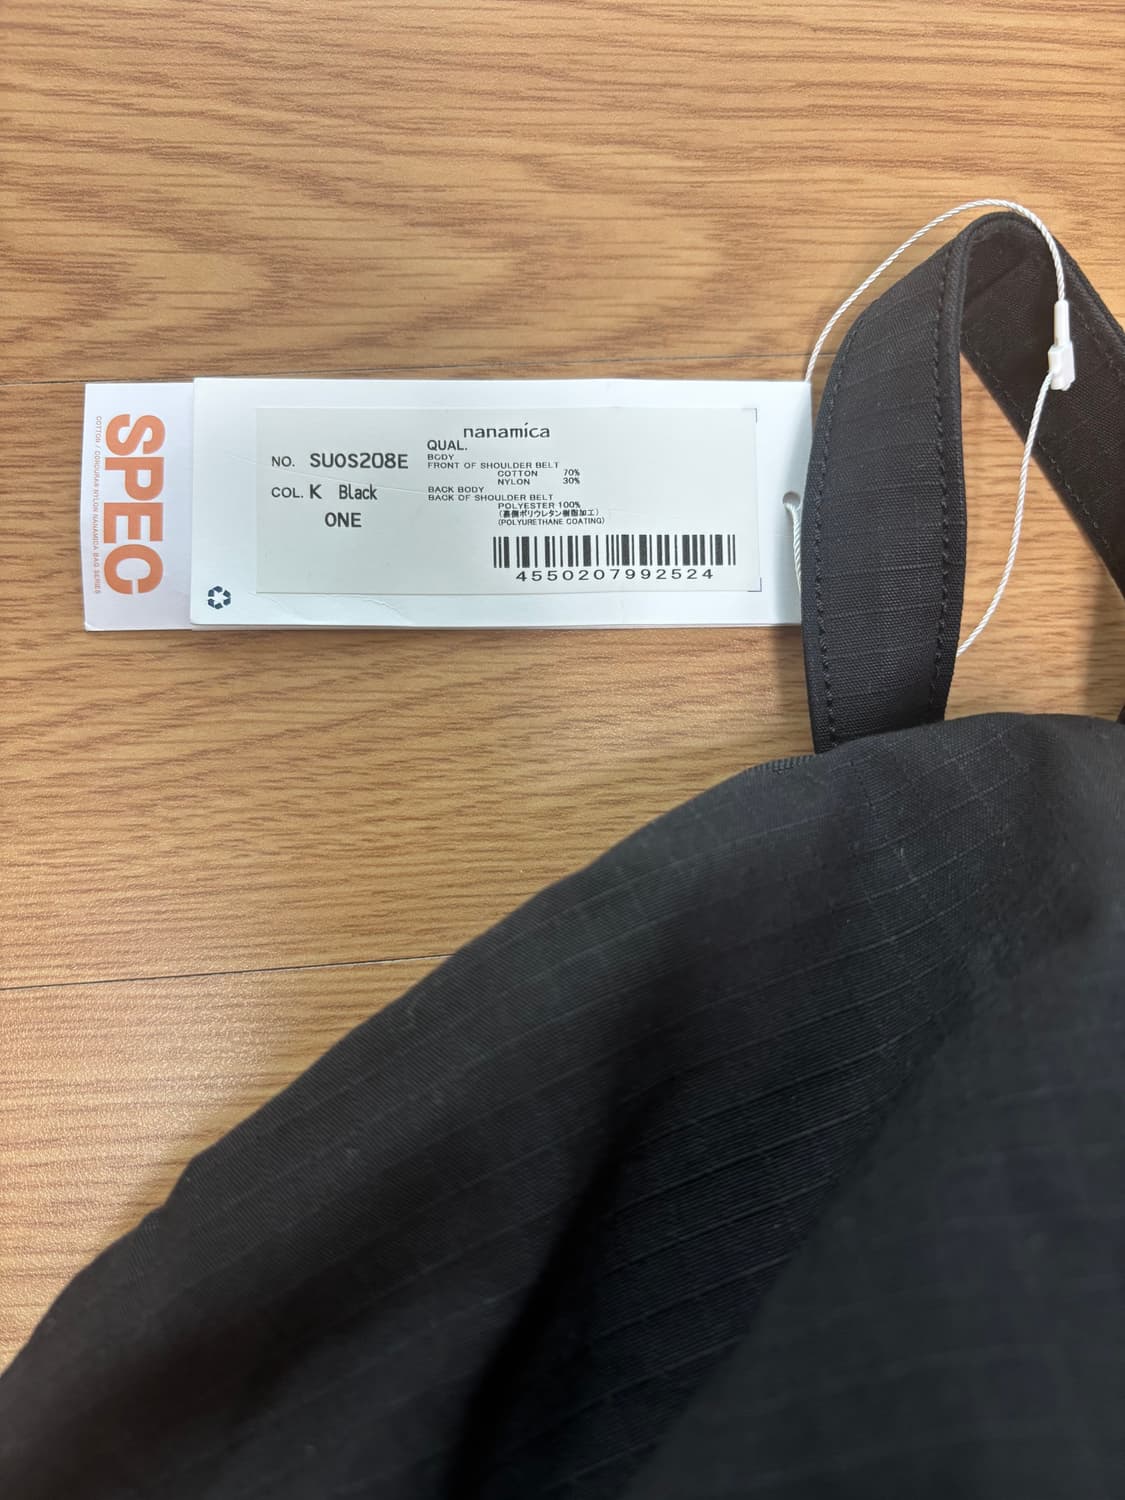 SPEC
COTTON / CORDURA® NYLON NANAMICA BAG SERIES
nanamica
NO. SUOS208E
COL. K Black
ONE
QUAL.
BODY
FRONT OF SHOULDER BELT
COTTON 70%
NYLON 30%
BACK BODY
BACK OF SHOULDER BELT
POLYESTER 100%
(裏側ポリウレタン樹脂加工)
(POLYURETHANE COATING)
4550207992524